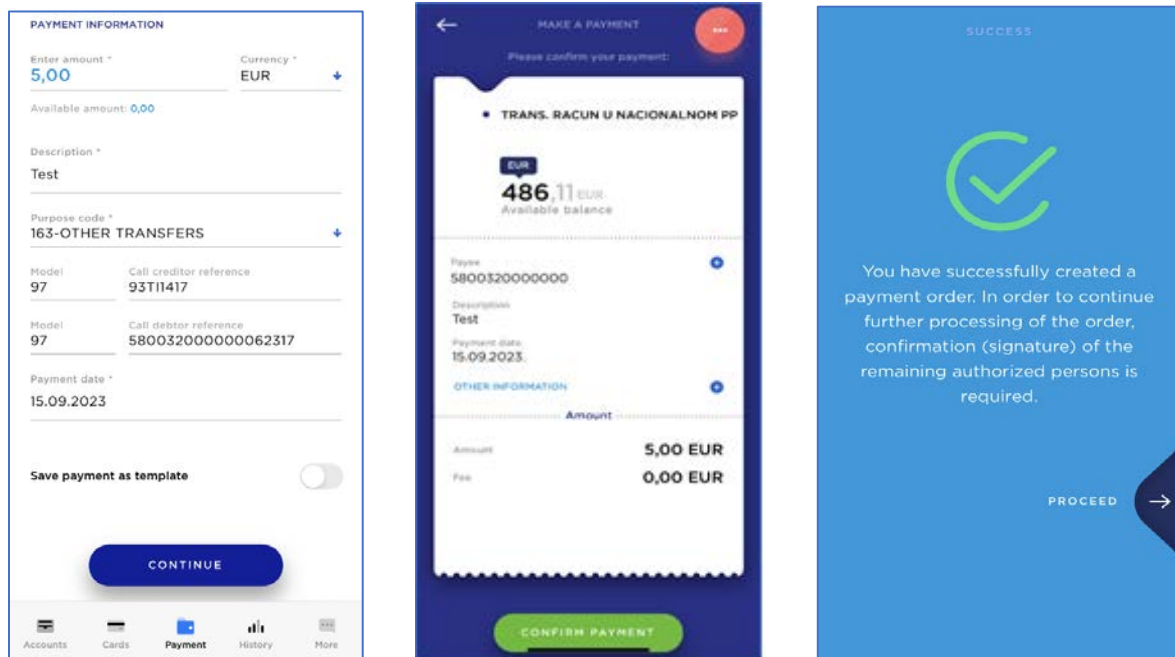 PAYMENT INFORMATION
Enter amount *
Currency *
5,00
EUR
Available amount: 0,00
Description *
Test
Purpose code *
163-OTHER TRANSFERS
Model
Call creditor reference
97
93TI1417
Model
Call debtor reference
97
580032000000062317
Payment date *
15.09.2023
Save payment as template
CONTINUE
Accounts
Cards
Payment
History
More
MAKE A PAYMENT
Please confirm your payment:
TRANS. RACUN U NACIONALNOM PP
EUR
486,11 EUR
Available balance
Payee
5800320000000
Description
Test
Payment date
15.09.2023.
OTHER INFORMATION
Amount
Amount
5,00 EUR
Fee
0,00 EUR
CONFIRM PAYMENT
SUCCESS
You have successfully created a
payment order. In order to continue
further processing of the order,
confirmation (signature) of the
remaining authorized persons is
required.
PROCEED